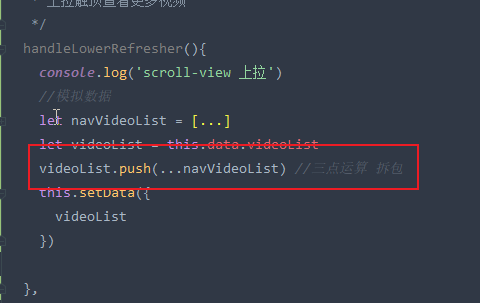 * 上拉触顶查看更多视频
*/
handleLowerRefresher(){
console.log('scroll-view 上拉')
//模拟数据
let navVideoList = [...]
let videoList = this.data.videoList
videoList.push(...navVideoList) //三点运算 拆包
this.setData({
videoList
})
},